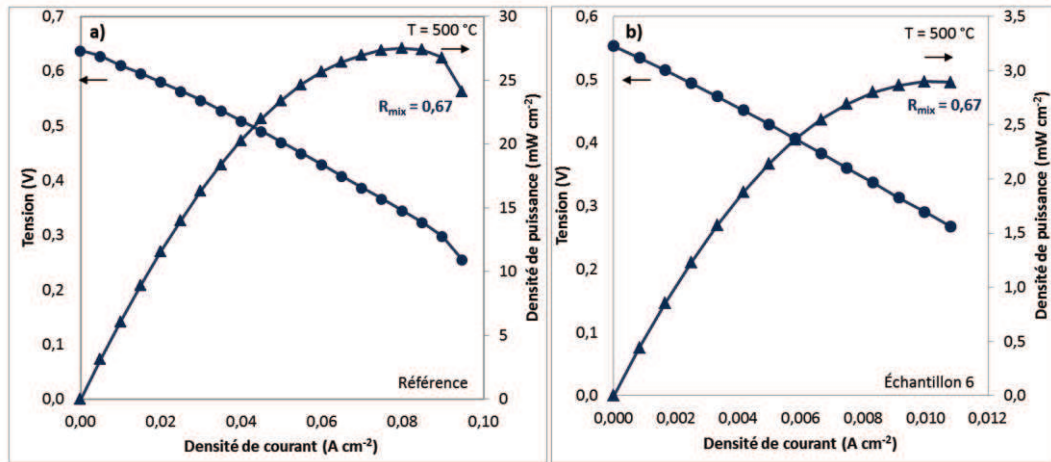 a)
T = 500 °C
R_mix = 0,67
Référence
Tension (V)
0,7
0,6
0,5
0,4
0,3
0,2
0,1
0,0
Densité de puissance (mW cm⁻²)
30
25
20
15
10
5
0
0,00 0,02 0,04 0,06 0,08 0,10
Densité de courant (A cm⁻²)
b)
T = 500 °C
R_mix = 0,67
Échantillon 6
Tension (V)
0,6
0,5
0,4
0,3
0,2
0,1
0,0
Densité de puissance (mW cm⁻²)
3,5
3,0
2,5
2,0
1,5
1,0
0,5
0,0
0,000 0,002 0,004 0,006 0,008 0,010 0,012
Densité de courant (A cm⁻²)